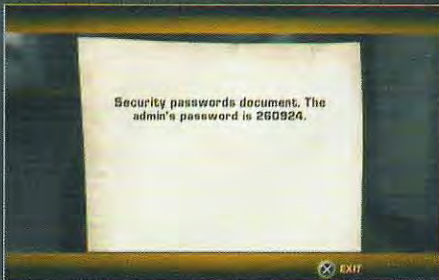 Security passwords document. The
admin's password is 260924.
EXIT